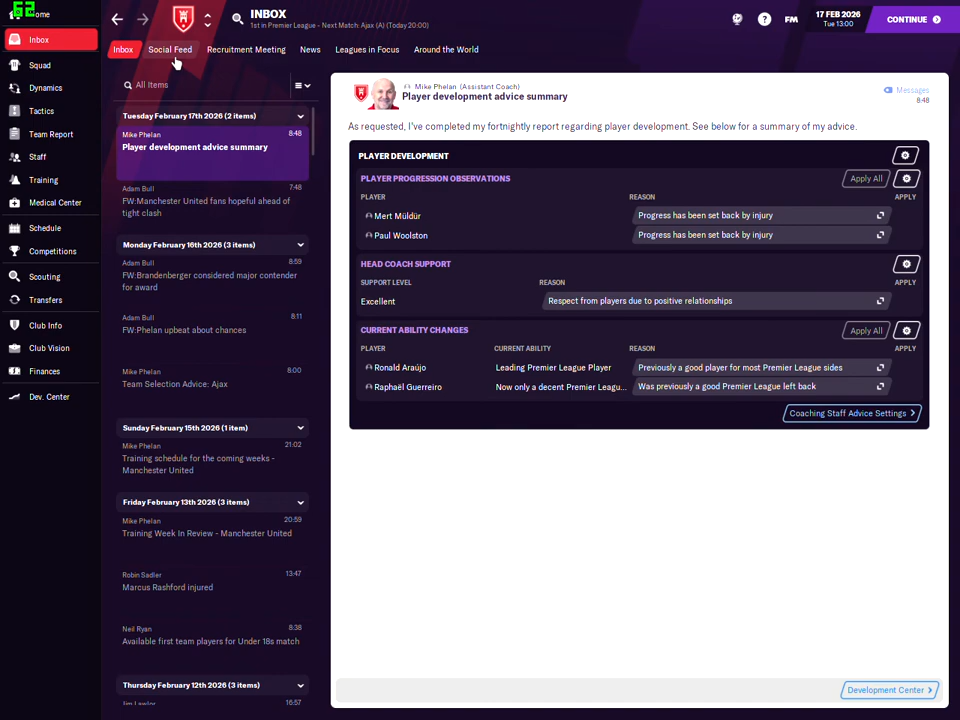 62
ome
INBOX
1st in Premier League - Next Match: Ajax (A) (Today 20:00)
FM
17 FEB 2026
Tue 13:00
CONTINUE
Inbox
Squad
Dynamics
Tactics
Team Report
Staff
Training
Medical Center
Schedule
Competitions
Scouting
Transfers
Club Info
Club Vision
Finances
Dev. Center
Inbox
Social Feed
Recruitment Meeting
News
Leagues in Focus
Around the World
All Items
Tuesday February 17th 2026 (2 items)
Mike Phelan
8:48
Player development advice summary
Adam Bull
7:48
FW:Manchester United fans hopeful ahead of
tight clash
Monday February 16th 2026 (3 items)
Adam Bull
8:59
FW:Brandenberger considered major contender
for award
Adam Bull
8:11
FW:Phelan upbeat about chances
Mike Phelan
8:00
Team Selection Advice: Ajax
Sunday February 15th 2026 (1 item)
Mike Phelan
21:02
Training schedule for the coming weeks -
Manchester United
Friday February 13th 2026 (3 items)
Mike Phelan
20:59
Training Week In Review - Manchester United
Robin Sadler
13:47
Marcus Rashford injured
Neil Ryan
8:38
Available first team players for Under 18s match
Thursday February 12th 2026 (3 items)
Jim Lawlor
16:57
Mike Phelan (Assistant Coach)
Player development advice summary
Messages
8:48
As requested, I've completed my fortnightly report regarding player development. See below for a summary of my advice.
PLAYER DEVELOPMENT
PLAYER PROGRESSION OBSERVATIONS
Apply All
PLAYER
REASON
APPLY
Mert Müldür
Progress has been set back by injury
Paul Woolston
Progress has been set back by injury
HEAD COACH SUPPORT
SUPPORT LEVEL
REASON
APPLY
Excellent
Respect from players due to positive relationships
CURRENT ABILITY CHANGES
Apply All
PLAYER
CURRENT ABILITY
REASON
APPLY
Ronald Araújo
Leading Premier League Player
Previously a good player for most Premier League sides
Raphaël Guerreiro
Now only a decent Premier Leagu...
Was previously a good Premier League left back
Coaching Staff Advice Settings
Development Center